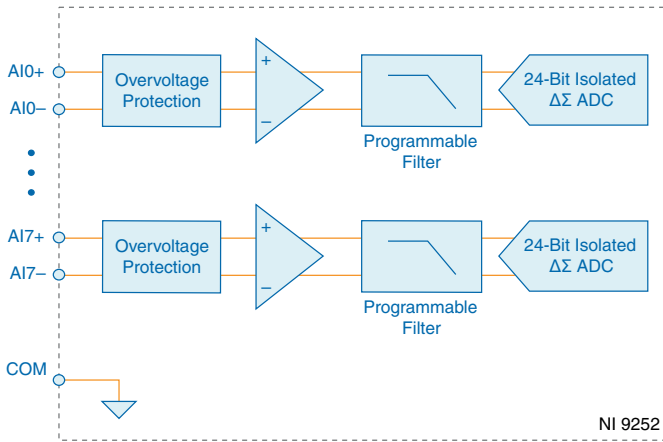 AI0+
AI0–
Overvoltage
Protection
+
–
Programmable
Filter
24-Bit Isolated
ΔΣ ADC
AI7+
AI7–
Overvoltage
Protection
+
–
Programmable
Filter
24-Bit Isolated
ΔΣ ADC
COM
NI 9252